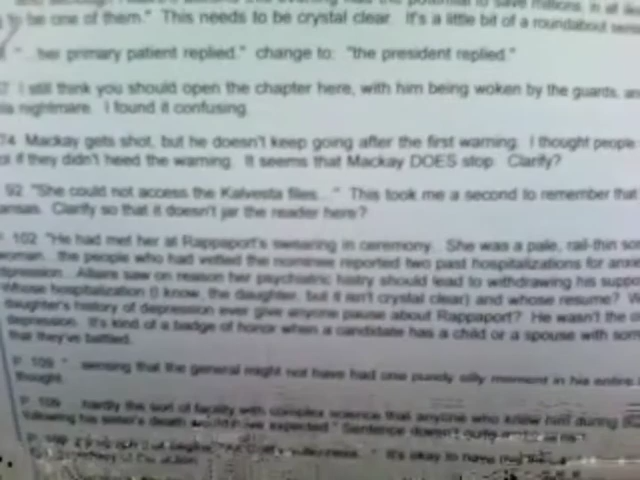 to be one of them." This needs to be crystal clear. It's a little bit of a roundabout
"... her primary patient replied." change to: "the president replied."
I still think you should open the chapter here, with him being woken by the guards,
nightmare. I found it confusing.
74 Mackay gets shot, but he doesn't keep going after the first warning. I thought people
if they didn't heed the warning. It seems that Mackay DOES stop. Clarify?
92 "She could not access the Kalvesta files..." This took me a second to remember that
Clarify so that it doesn't jar the reader here?
102 "He had met her at Rappaport's swearing in ceremony. She was a pale, rail-thin
woman. the people who had vetted the nominee reported two past hospitalizations for
depression. saw on reason her psychiatric histry should lead to withdrawing his
Whose hospitalization (I know, the daughter, but it isn't crystal clear) and whose resume?
daughter's history of depression ever give anyone pause about Rappaport? He wasn't the
depression. It's kind of a badge of honor when a candidate has a child or a spouse with
that they've battled.
P. 109 "... sensing that the general might not have had one purely silly moment in his entire
thought.
P. 109 ... hardly the sort of facility with complex science that anyone who knew him during
following his sister's death would have expected." Sentence doesn't
It's okay to have